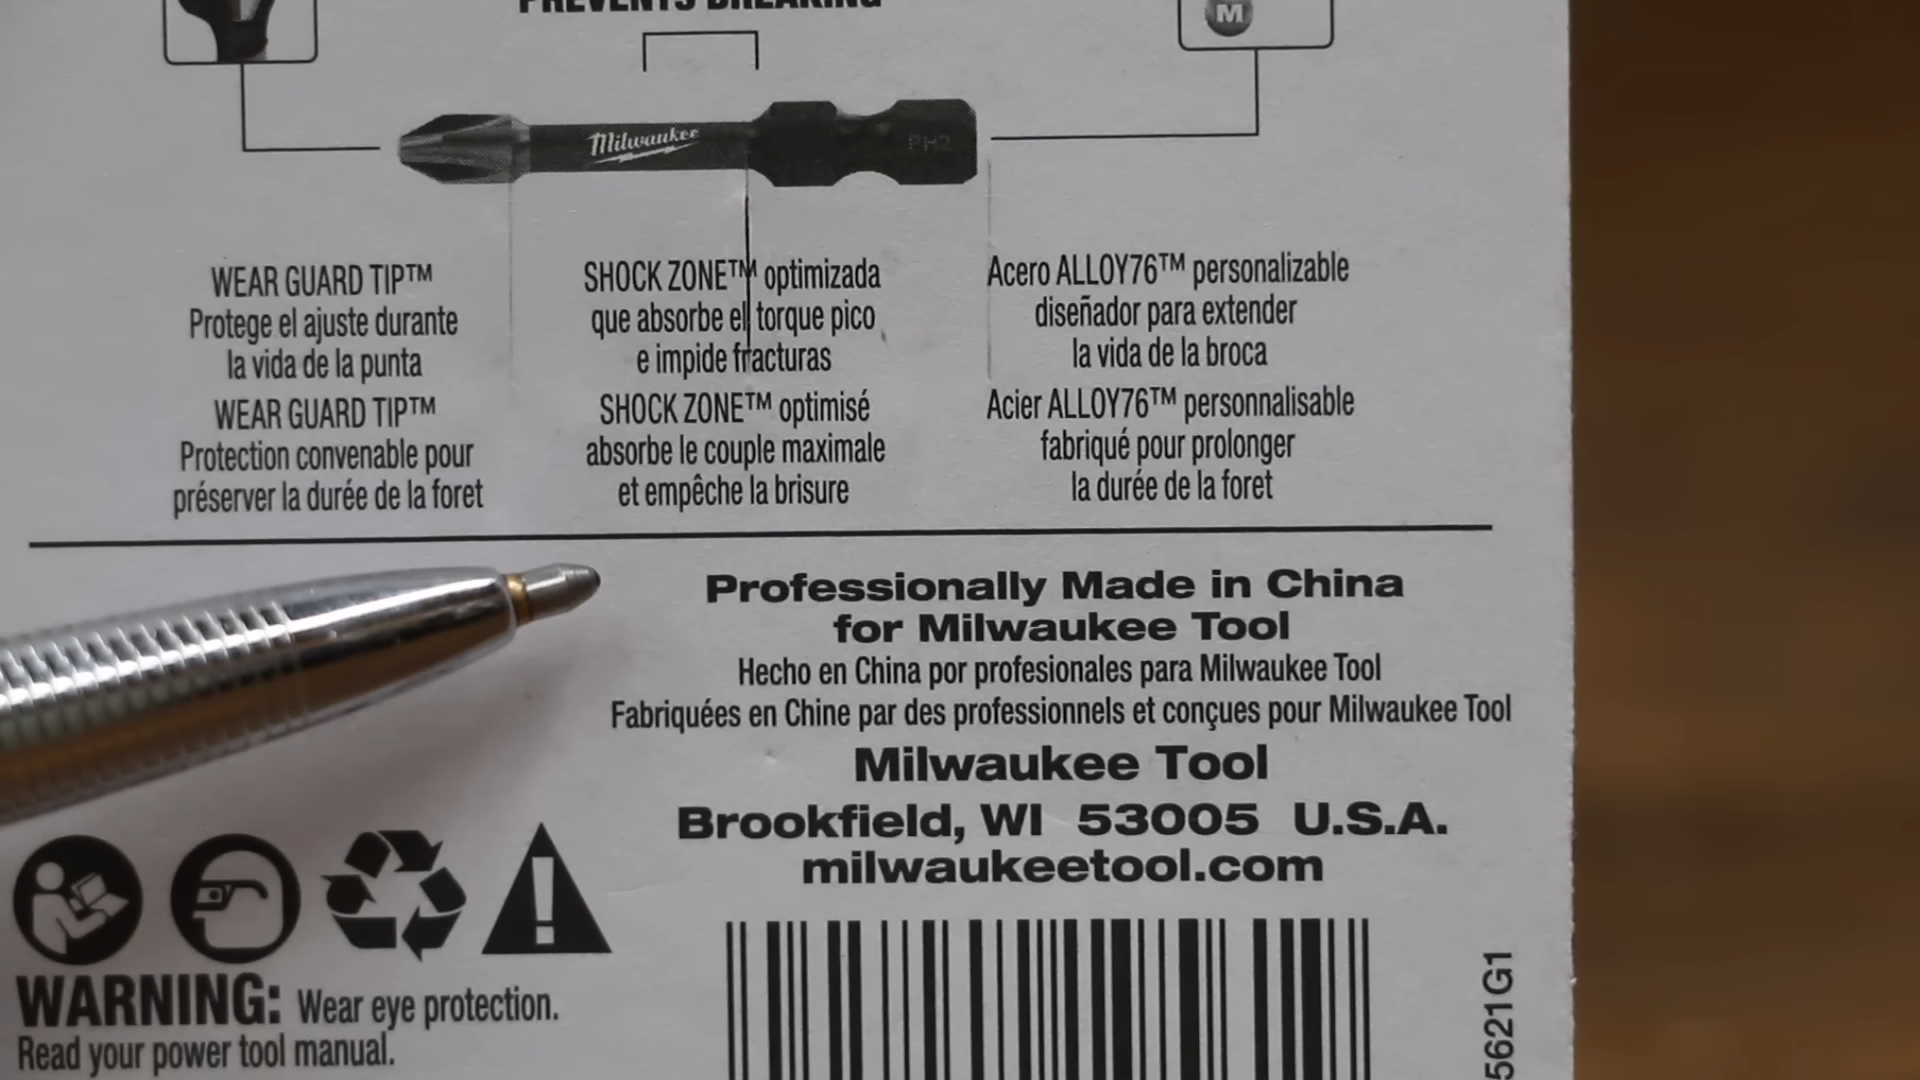 PREVENTS BREAKING
M
Milwaukee
PH2
WEAR GUARD TIP™
Protege el ajuste durante
la vida de la punta
WEAR GUARD TIP™
Protection convenable pour
préserver la durée de la foret
SHOCK ZONE™ optimizada
que absorbe el torque pico
e impide fracturas
SHOCK ZONE™ optimisé
absorbe le couple maximale
et empêche la brisure
Acero ALLOY76™ personalizable
diseñador para extender
la vida de la broca
Acier ALLOY76™ personnalisable
fabriqué pour prolonger
la durée de la foret
Professionally Made in China
for Milwaukee Tool
Hecho en China por profesionales para Milwaukee Tool
Fabriquées en Chine par des professionnels et conçues pour Milwaukee Tool
Milwaukee Tool
Brookfield, WI 53005 U.S.A.
milwaukeetool.com
WARNING: Wear eye protection.
Read your power tool manual.
5621G1